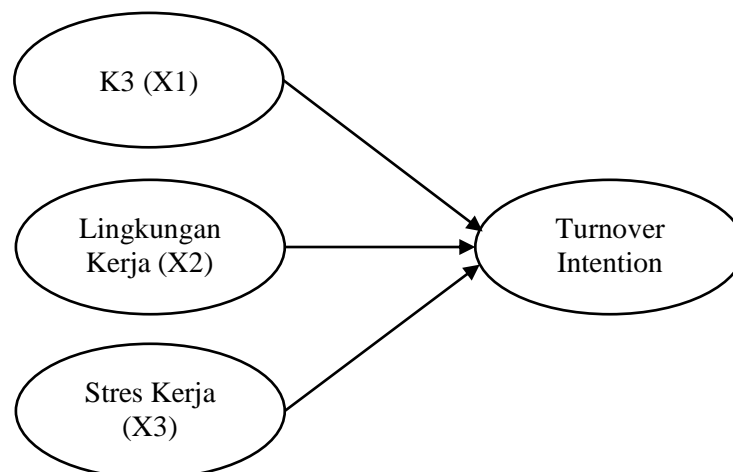 K3 (X1)
Lingkungan
Kerja (X2)
Turnover
Intention
Stres Kerja
(X3)